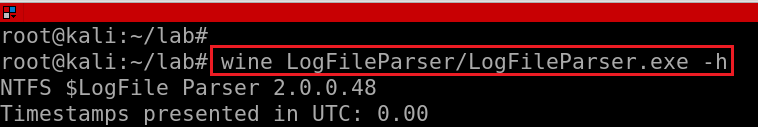 root@kali:~/lab#
root@kali:~/lab# wine LogFileParser/LogFileParser.exe -h
NTFS $LogFile Parser 2.0.0.48
Timestamps presented in UTC: 0.00